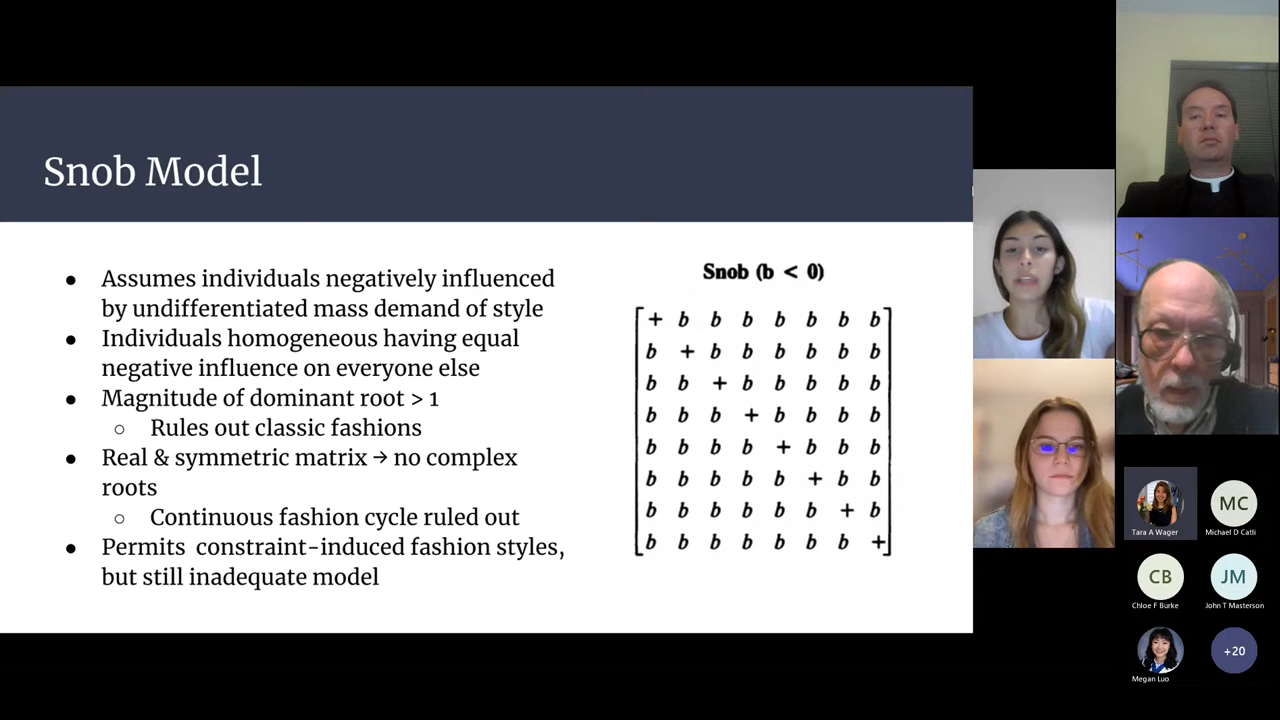 Snob Model
● Assumes individuals negatively influenced
by undifferentiated mass demand of style
● Individuals homogeneous having equal
negative influence on everyone else
● Magnitude of dominant root > 1
○ Rules out classic fashions
● Real & symmetric matrix → no complex
roots
○ Continuous fashion cycle ruled out
● Permits constraint-induced fashion styles,
but still inadequate model
Snob (b < 0)
+ b b b b b b b
b + b b b b b b
b b + b b b b b
b b b + b b b b
b b b b + b b b
b b b b b + b b
b b b b b b + b
b b b b b b b +
Tara A Wager
MC
Michael D Catli
CB
Chloe F Burke
JM
John T Masterson
Megan Luo
+20